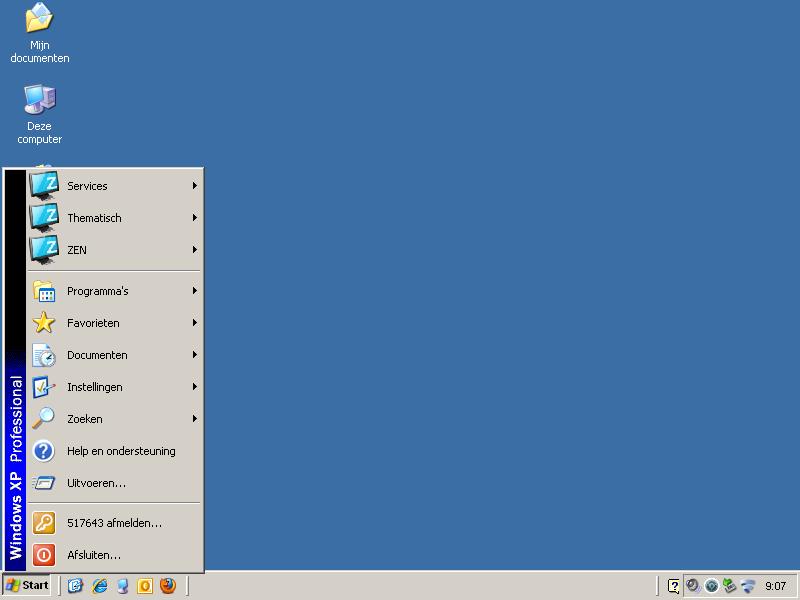 Mijn
documenten
Deze
computer
Services
Thematisch
ZEN
Programma's
Favorieten
Documenten
Instellingen
Zoeken
Help en ondersteuning
Uitvoeren...
517643 afmelden...
Afsluiten...
Windows XP Professional
Start
9:07